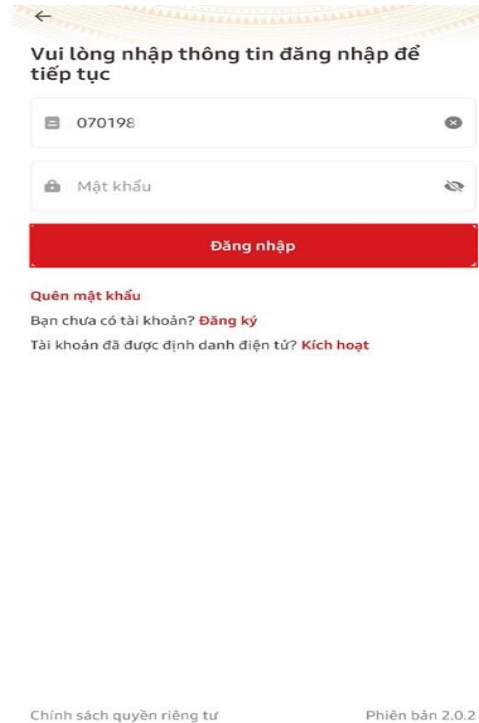 Vui lòng nhập thông tin đăng nhập để
tiếp tục
070198
Mật khẩu
Đăng nhập
Quên mật khẩu
Bạn chưa có tài khoản? Đăng ký
Tài khoản đã được định danh điện tử? Kích hoạt
Chính sách quyền riêng tư
Phiên bản 2.0.2